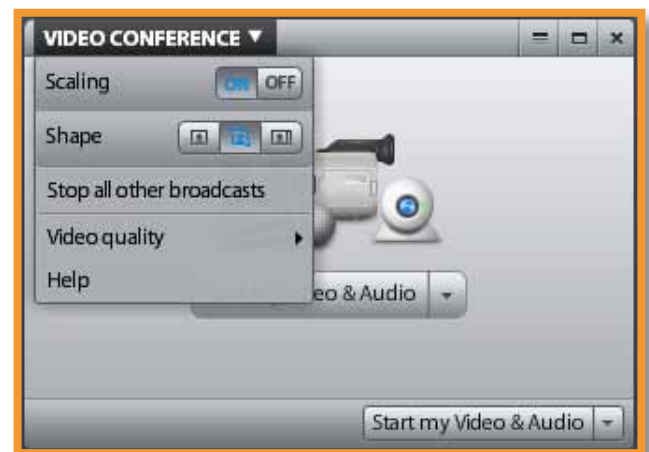 VIDEO CONFERENCE
Scaling ON OFF
Shape
Stop all other broadcasts
Video quality
Help
eo & Audio
Start my Video & Audio